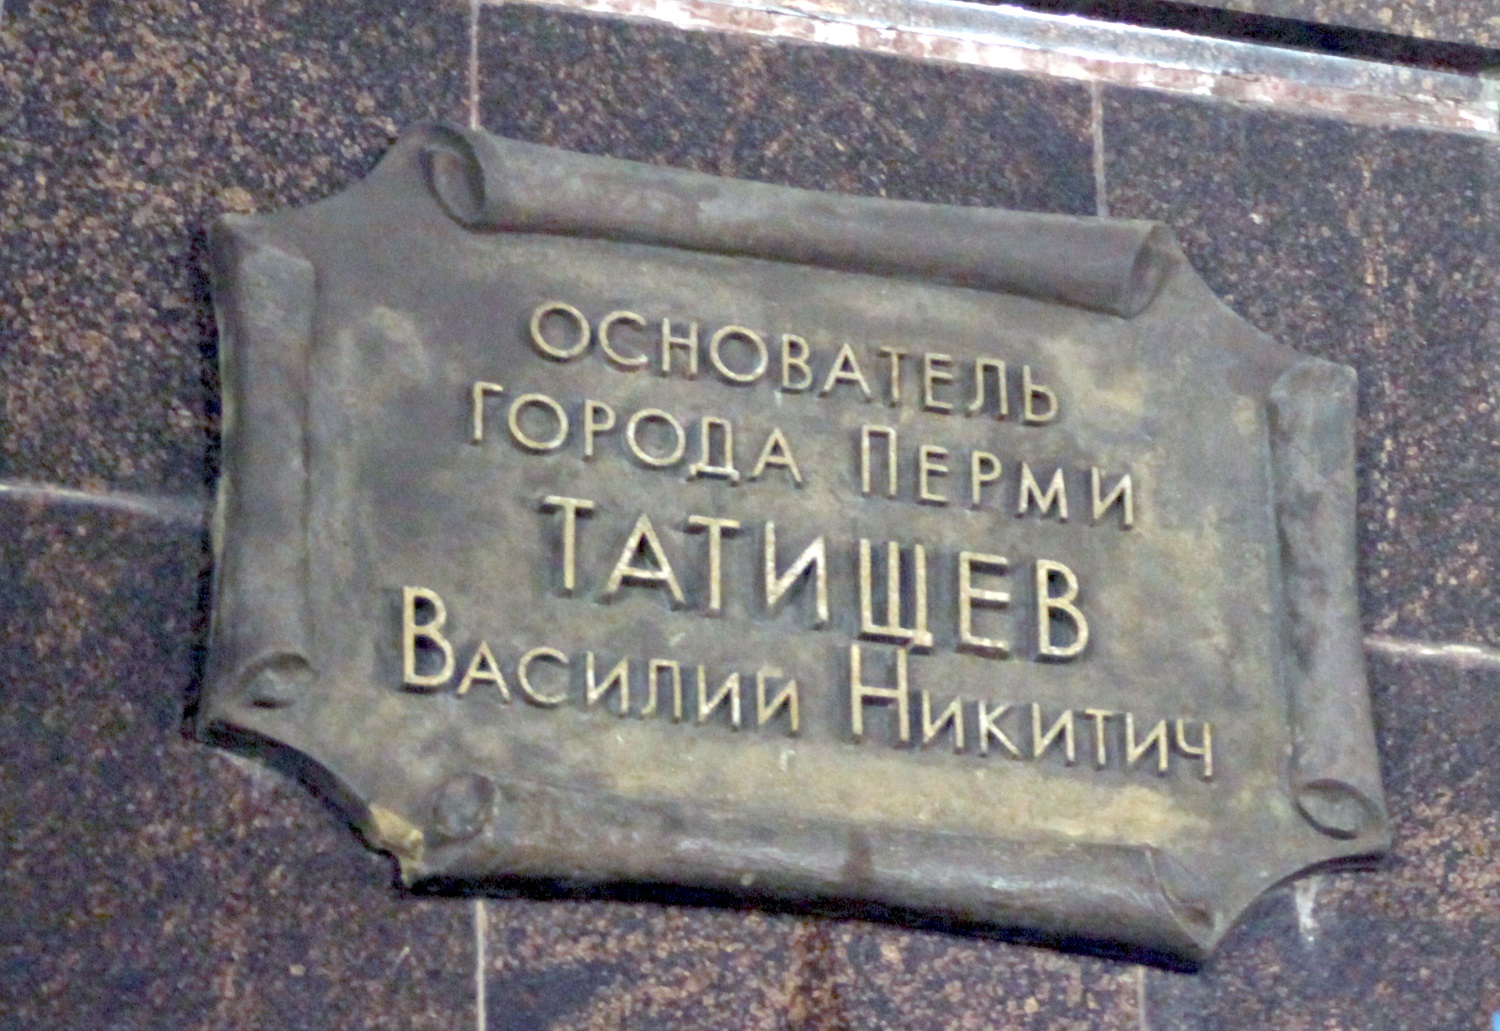 ОСНОВАТЕЛЬ
ГОРОДА ПЕРМИ
ТАТИЩЕВ
ВАСИЛИЙ НИКИТИЧ